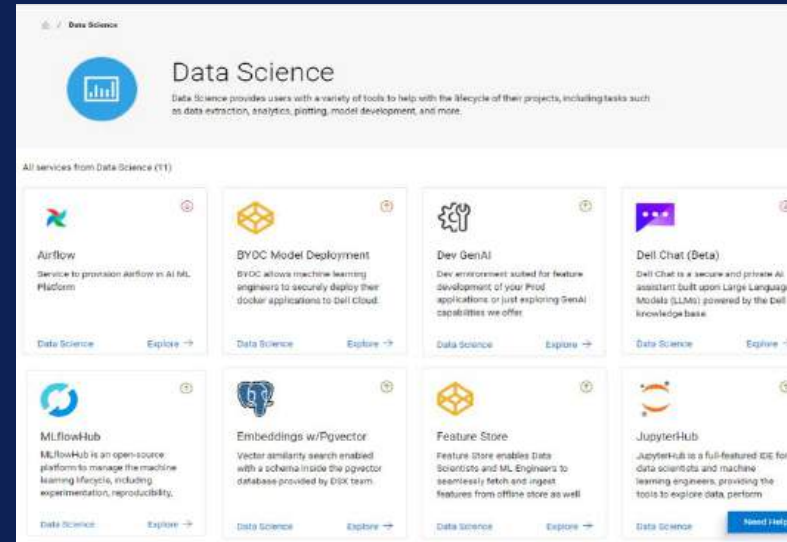 / Data Science
Data Science
Data Science provides users with a variety of tools to help with the lifecycle of their projects, including tasks such
as data extraction, analytics, plotting, model development, and more.
All services from Data Science (11)
Airflow
Service to provision Airflow in AI ML
Platform
Data Science Explore →
BYOC Model Deployment
BYOC allows machine learning
engineers to securely deploy their
docker applications to Dell Cloud.
Data Science Explore →
Dev GenAI
Dev environment suited for feature
development of your Prod
applications or just exploring GenAI
capabilities we offer
Data Science Explore →
Dell Chat (Beta)
Dell Chat is a secure and private AI
assistant built upon Large Language
Models (LLMs) powered by the Dell
knowledge base
Data Science Explore →
MLflowHub
MLflowHub is an open-source
platform to manage the machine
learning lifecycle, including
experimentation, reproducibility,
Data Science Explore →
Embeddings w/Pgvector
Vector similarity search enabled
with a schema inside the pgvector
database provided by DSX team.
Data Science Explore →
Feature Store
Feature Store enables Data
Scientists and ML Engineers to
seamlessly fetch and ingest
features from offline store as well
Data Science Explore →
JupyterHub
JupyterHub is a full-featured IDE for
data scientists and machine
learning engineers, providing the
tools to explore data, perform
Data Science
Need Help